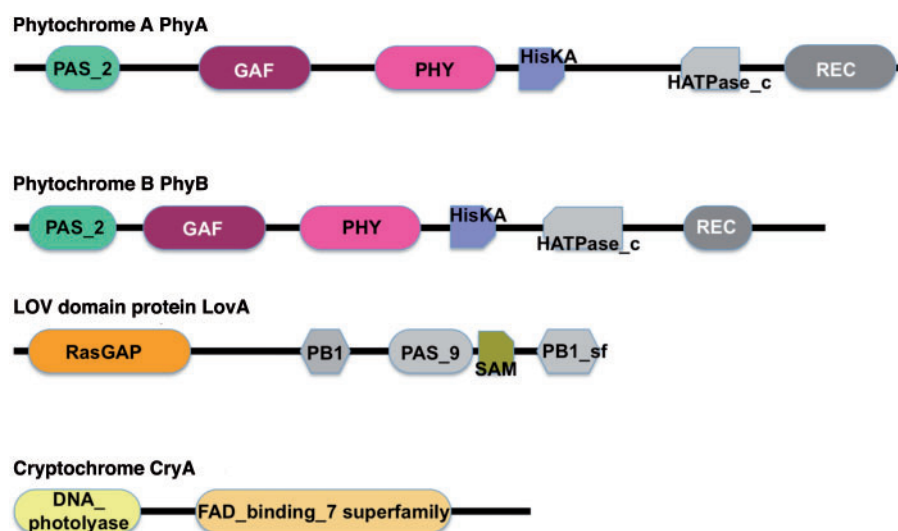 Phytochrome A PhyA
PAS_2 GAF PHY HisKA HATPase_c REC
Phytochrome B PhyB
PAS_2 GAF PHY HisKA HATPase_c REC
LOV domain protein LovA
RasGAP PB1 PAS_9 SAM PB1_sf
Cryptochrome CryA
DNA_
photolyase FAD_binding_7 superfamily